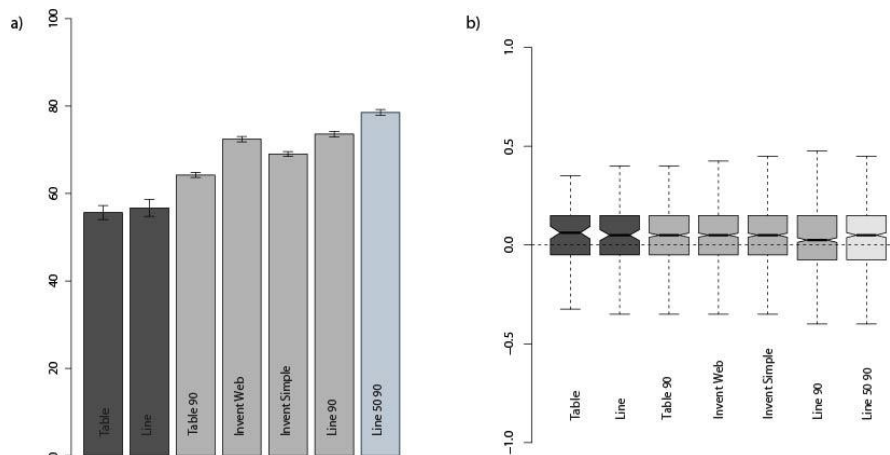 a)
100
80
60
40
20
0
Table
Line
Table 90
Invent Web
Invent Simple
Line 90
Line 50 90
b)
1.0
0.5
0.0
−0.5
−1.0
Table
Line
Table 90
Invent Web
Invent Simple
Line 90
Line 50 90